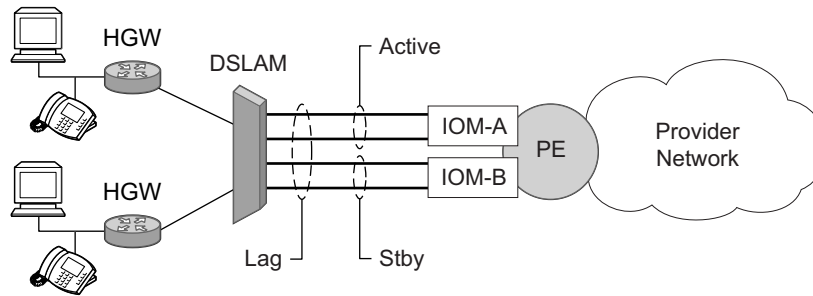 HGW
DSLAM
Active
IOM-A
PE
Provider
Network
IOM-B
HGW
Lag
Stby